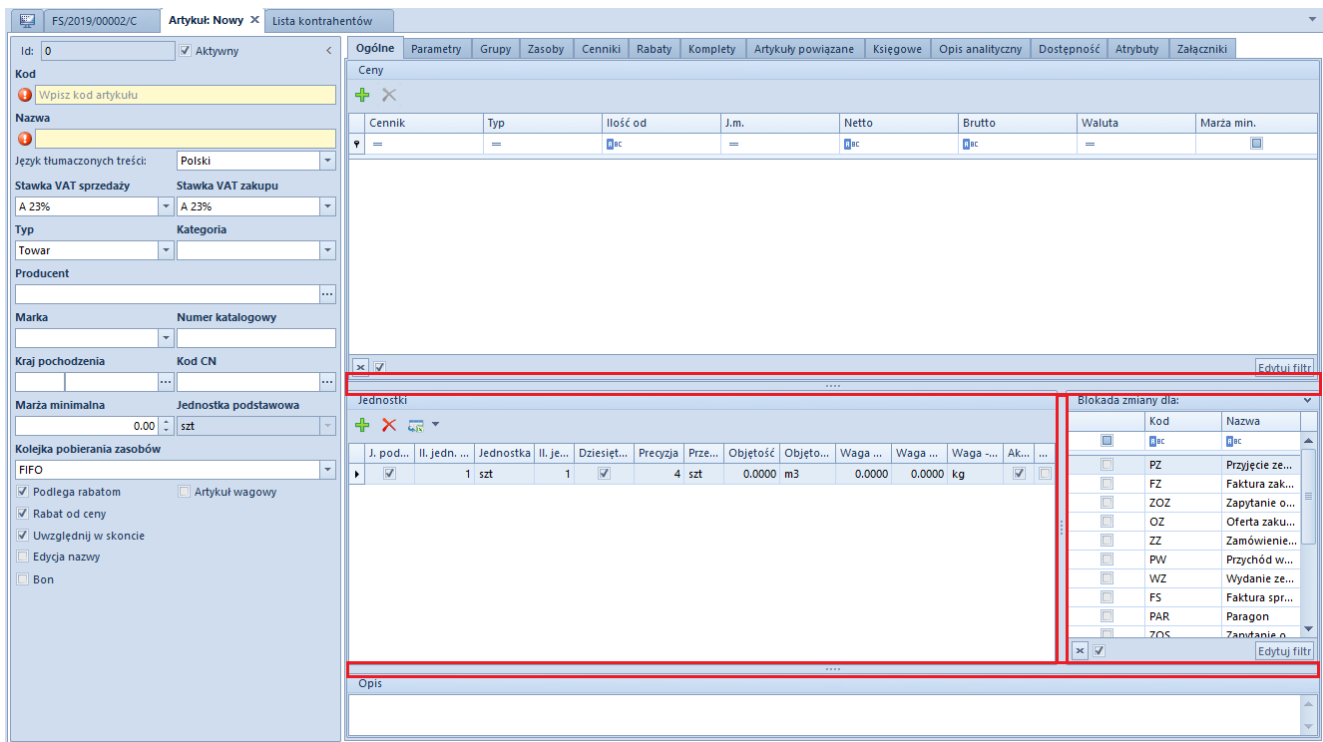 FS/2019/00002/C Artykuł: Nowy Lista kontrahentów
Id: 0 Aktywny
Kod
Wpisz kod artykułu
Nazwa
Język tłumaczonych treści: Polski
Stawka VAT sprzedaży Stawka VAT zakupu
A 23% A 23%
Typ Kategoria
Towar
Producent
Marka Numer katalogowy
Kraj pochodzenia Kod CN
Marża minimalna Jednostka podstawowa
0.00 szt
Kolejka pobierania zasobów
FIFO
Podlega rabatom Artykuł wagowy
Rabat od ceny
Uwzględnij w skoncie
Edycja nazwy
Bon
Ogólne Parametry Grupy Zasoby Cenniki Rabaty Komplety Artykuły powiązane Księgowe Opis analityczny Dostępność Atrybuty Załączniki
Ceny
Cennik Typ Ilość od J.m. Netto Brutto Waluta Marża min.
Edytuj filtr
Jednostki
J. pod... II. jedn. ... Jednostka II. je... Dziesięt... Precyzja Prze... Objętość Objęto... Waga ... Waga ... Waga -... Ak... ...
1 szt 1 4 szt 0.0000 m3 0.0000 0.0000 kg
Blokada zmiany dla:
Kod Nazwa
PZ Przyjęcie ze...
FZ Faktura zak...
ZOZ Zapytanie o...
OZ Oferta zaku...
ZZ Zamówienie...
PW Przychód w...
WZ Wydanie ze...
FS Faktura spr...
PAR Paragon
ZOS Zapytanie o...
Edytuj filtr
Opis